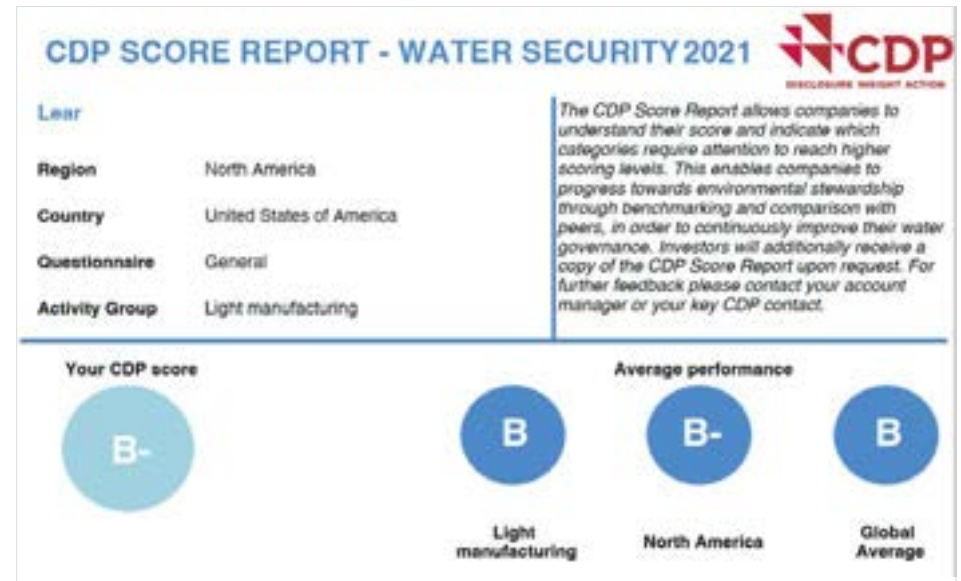 CDP SCORE REPORT - WATER SECURITY 2021
CDP
DISCLOSURE INSIGHT ACTION
Lear
Region North America
Country United States of America
Questionnaire General
Activity Group Light manufacturing
The CDP Score Report allows companies to
understand their score and indicate which
categories require attention to reach higher
scoring levels. This enables companies to
progress towards environmental stewardship
through benchmarking and comparison with
peers, in order to continuously improve their water
governance. Investors will additionally receive a
copy of the CDP Score Report upon request. For
further feedback please contact your account
manager or your key CDP contact.
Your CDP score
B-
Average performance
B B- B
Light
manufacturing
North America
Global
Average